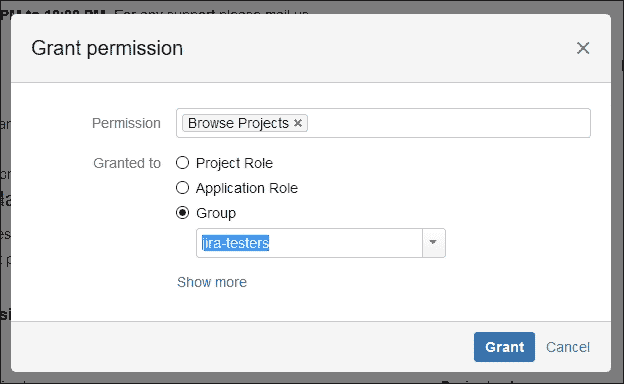 PM to 10:00 PM. For any support please mail us
Grant permission
Permission
Browse Projects ×
Granted to
Project Role
Application Role
Group
jira-testers
Show more
Grant
Cancel